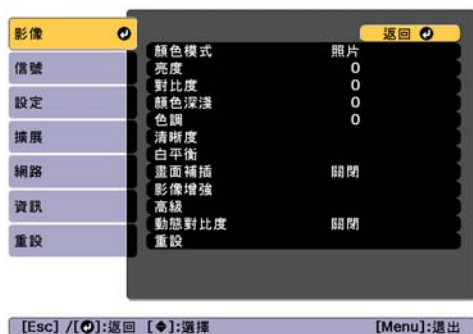 影像
信號
設定
擴展
網路
資訊
重設
返回
顏色模式 照片
亮度 0
對比度 0
顏色深淺 0
色調 0
清晰度
白平衡
畫面補插 關閉
影像增強
高級
動態對比度 關閉
重設
[Esc] /[]:返回 []:選擇 [Menu]:退出